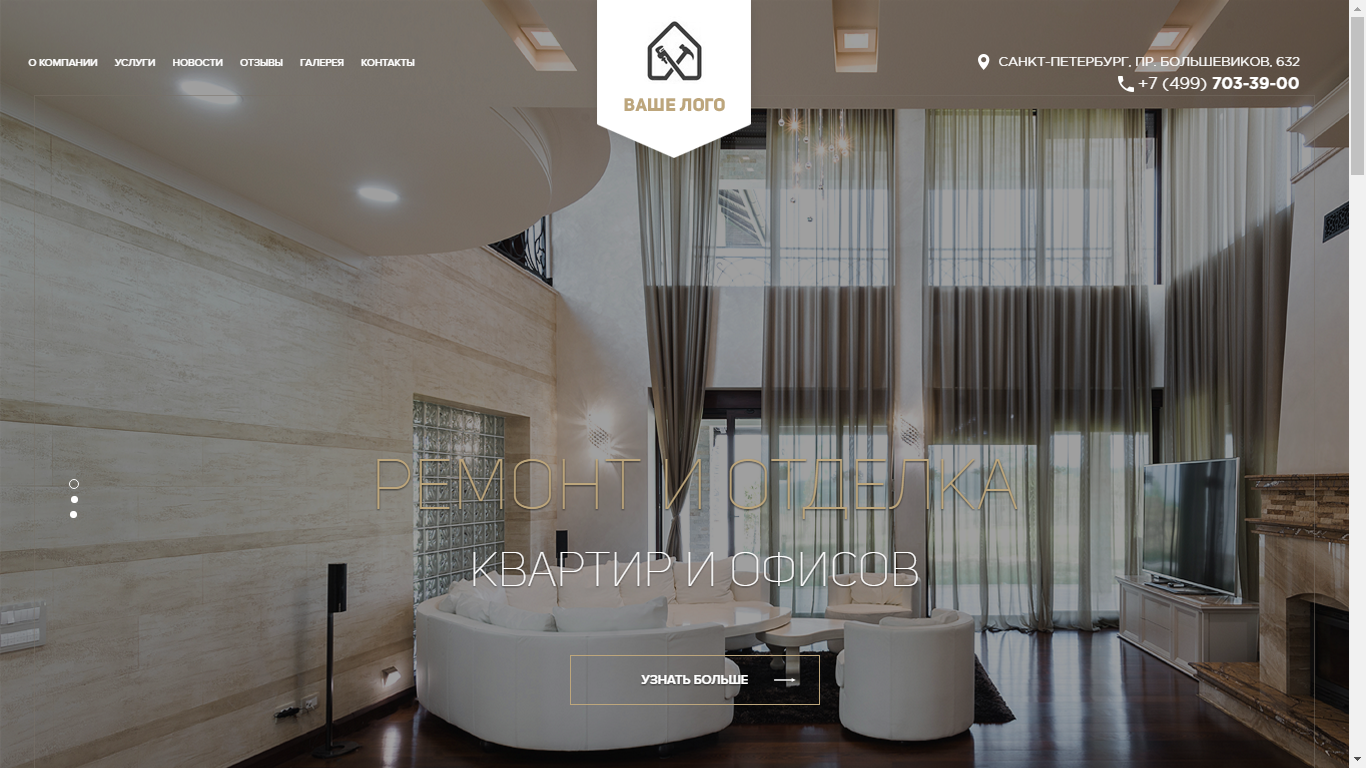 О КОМПАНИИ УСЛУГИ НОВОСТИ ОТЗЫВЫ ГАЛЕРЕЯ КОНТАКТЫ
ВАШЕ ЛОГО
САНКТ-ПЕТЕРБУРГ, ПР. БОЛЬШЕВИКОВ, 632
+7 (499) 703-39-00
РЕМОНТ И ОТДЕЛКА
КВАРТИР И ОФИСОВ
УЗНАТЬ БОЛЬШЕ